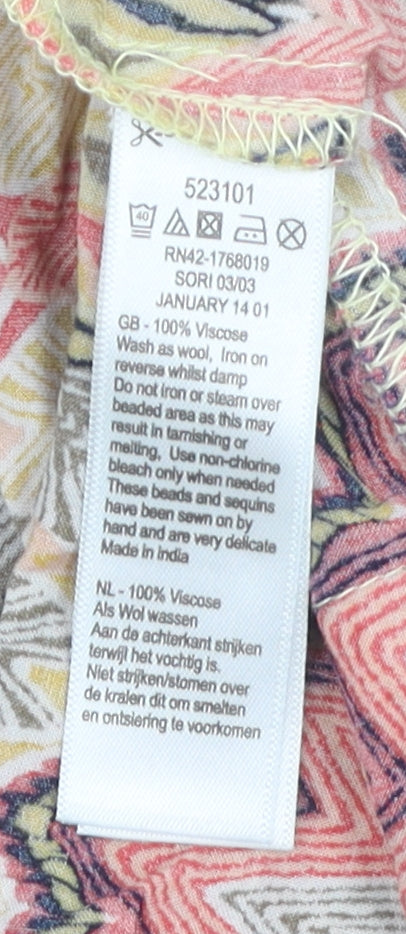 523101
40
RN42-1768019
SORI 03/03
JANUARY 14 01
GB - 100% Viscose
Wash as wool, Iron on
reverse whilst damp
Do not iron or steam over
beaded area as this may
result in tarnishing or
melting, Use non-chlorine
bleach only when needed
These beads and sequins
have been sewn on by
hand and are very delicate
Made in India
NL - 100% Viscose
Als Wol wassen
Aan de achterkant strijken
terwijl het vochtig is.
Niet strijken/stomen over
de kralen dit om smelten
en ontsiering te voorkomen